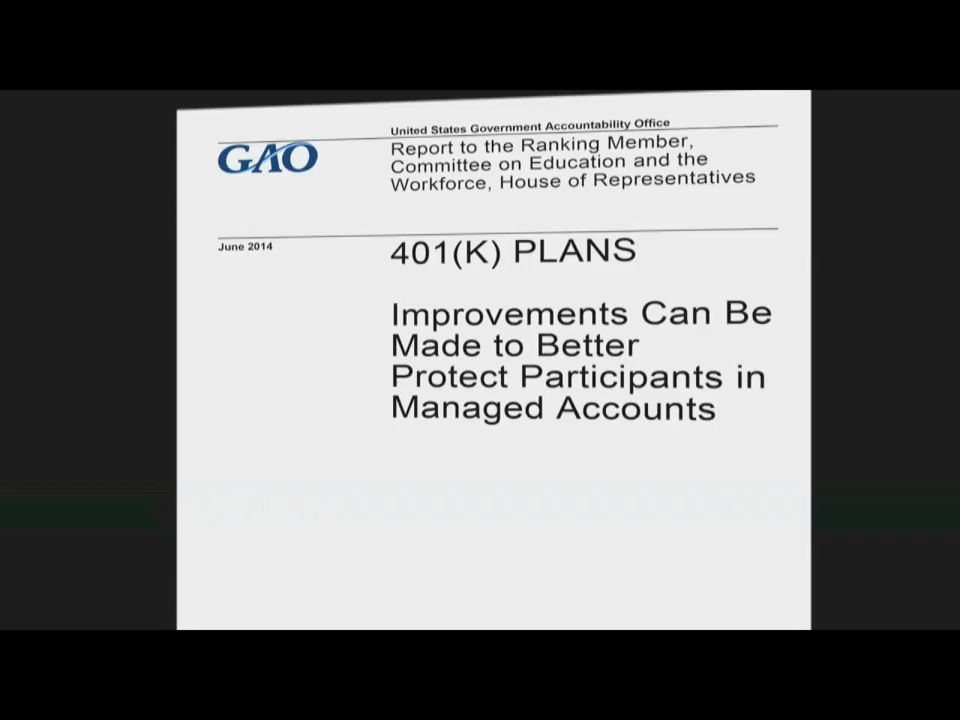 United States Government Accountability Office
GAO
Report to the Ranking Member,
Committee on Education and the
Workforce, House of Representatives
June 2014
401(K) PLANS
Improvements Can Be
Made to Better
Protect Participants in
Managed Accounts